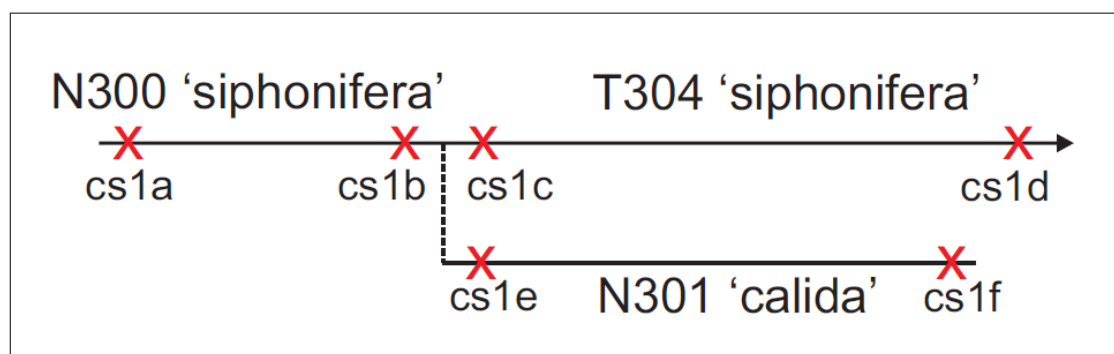 N300 ‘siphonifera’ T304 ‘siphonifera’
X X X X
cs1a cs1b cs1c cs1d
X X
cs1e N301 ‘calida’ cs1f